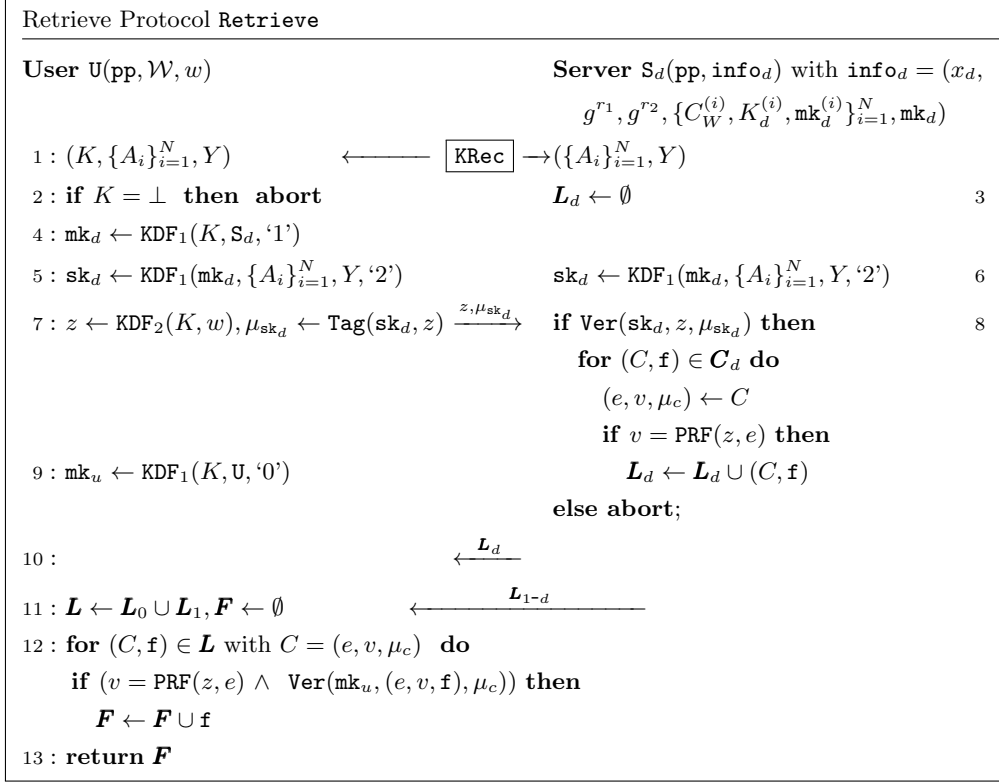 Retrieve Protocol Retrieve
User U(pp, 𝒲, w) Server S_d(pp, info_d) with info_d = (x_d,
g^{r_1}, g^{r_2}, {C_W^{(i)}, K_d^{(i)}, mk_d^{(i)}}_{i=1}^N, mk_d)
1 : (K, {A_i}_{i=1}^N, Y) ⟵ KRec ⟶ ({A_i}_{i=1}^N, Y)
2 : if K = ⊥ then abort L_d ← ∅ 3
4 : mk_d ← KDF_1(K, S_d, ‘1’)
5 : sk_d ← KDF_1(mk_d, {A_i}_{i=1}^N, Y, ‘2’) sk_d ← KDF_1(mk_d, {A_i}_{i=1}^N, Y, ‘2’) 6
7 : z ← KDF_2(K, w), μ_{sk_d} ← Tag(sk_d, z) z, μ_{sk_d} ⟶ if Ver(sk_d, z, μ_{sk_d}) then 8
for (C, f) ∈ C_d do
(e, v, μ_c) ← C
if v = PRF(z, e) then
9 : mk_u ← KDF_1(K, U, ‘0’) L_d ← L_d ∪ (C, f)
else abort;
10 : ⟵ L_d
11 : L ← L_0 ∪ L_1, F ← ∅ ⟵ L_{1-d}
12 : for (C, f) ∈ L with C = (e, v, μ_c) do
if (v = PRF(z, e) ∧ Ver(mk_u, (e, v, f), μ_c)) then
F ← F ∪ f
13 : return F